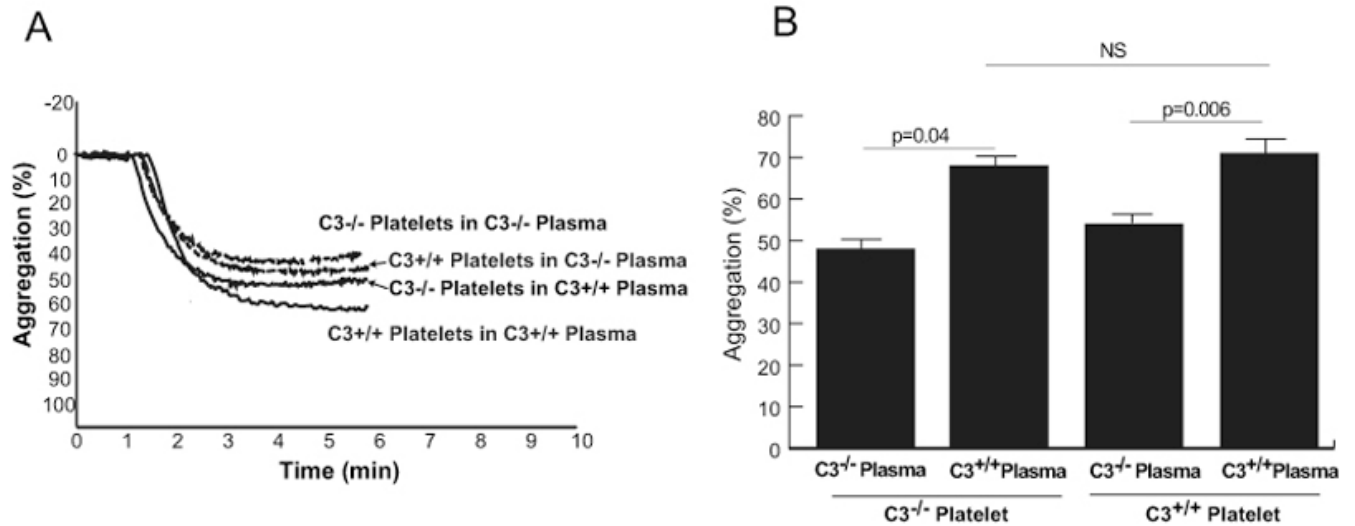 A
B
NS
-20
0
10
20
30
40
50
60
70
80
90
100
Aggregation (%)
C3-/- Platelets in C3-/- Plasma
C3+/+ Platelets in C3-/- Plasma
C3-/- Platelets in C3+/+ Plasma
C3+/+ Platelets in C3+/+ Plasma
0 1 2 3 4 5 6 7 8 9 10
Time (min)
80
70
60
50
40
30
20
10
0
Aggregation (%)
p=0.04
p=0.006
C3-/- Plasma C3+/+Plasma C3-/- Plasma C3+/+Plasma
C3-/- Platelet C3+/+ Platelet